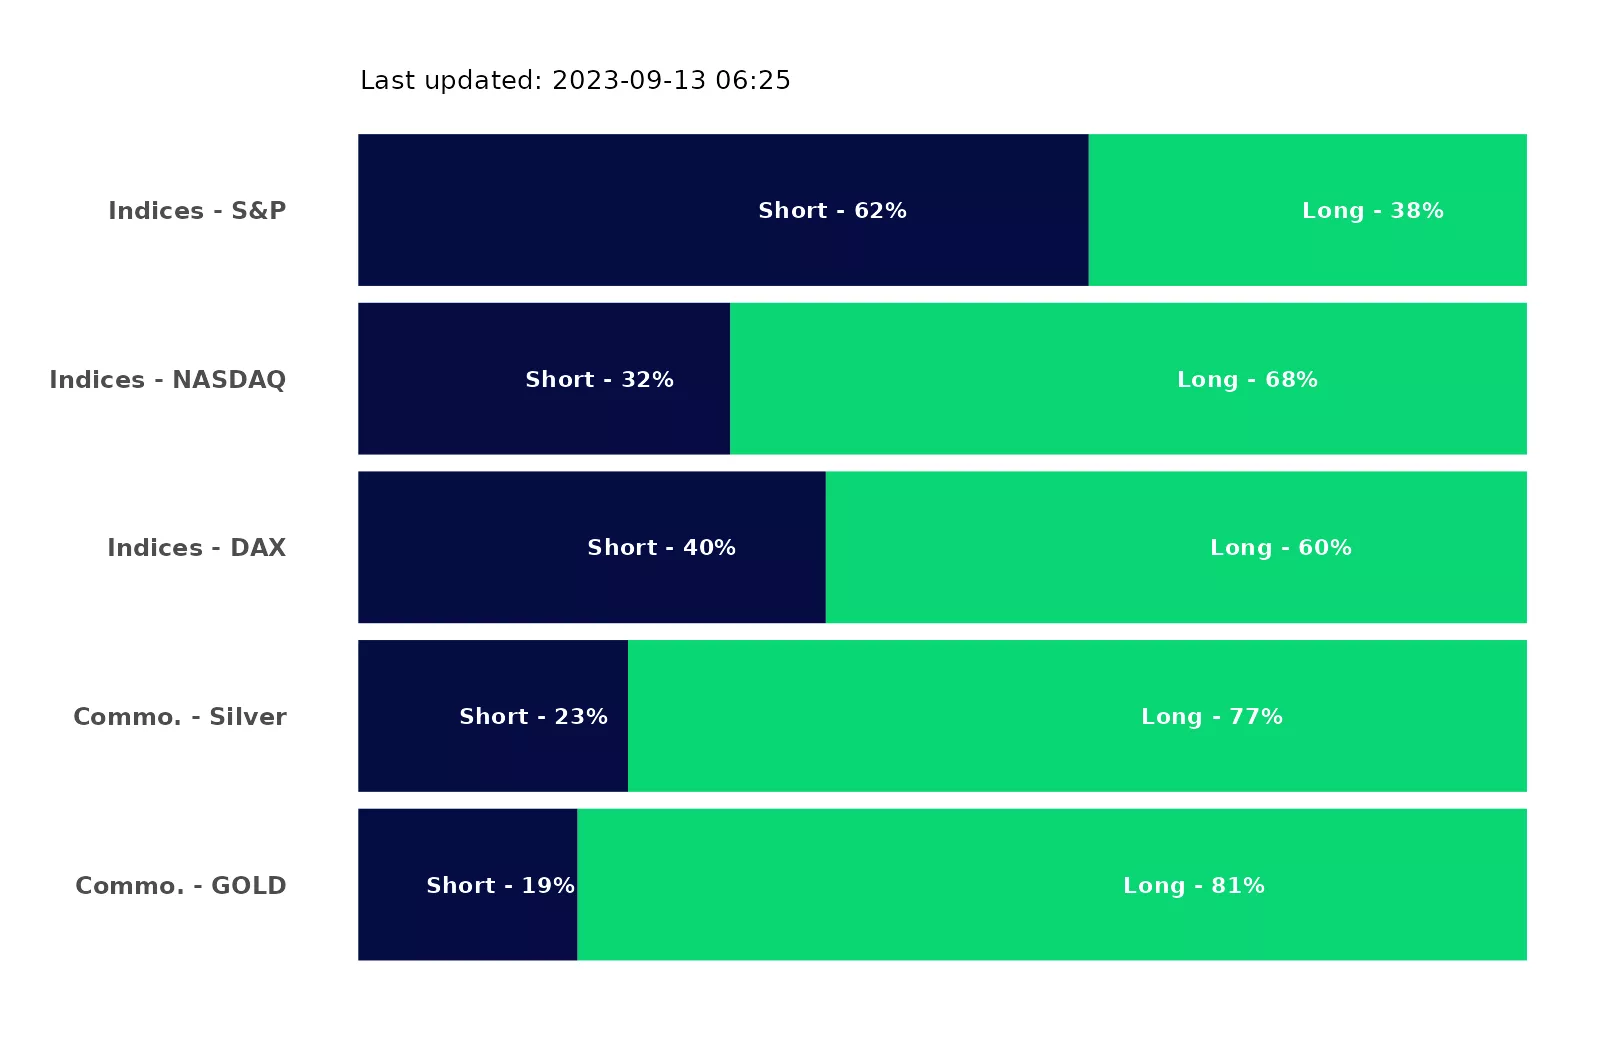 Last updated: 2023-09-13 06:25
Indices - S&P Short - 62% Long - 38%
Indices - NASDAQ Short - 32% Long - 68%
Indices - DAX Short - 40% Long - 60%
Commo. - Silver Short - 23% Long - 77%
Commo. - GOLD Short - 19% Long - 81%